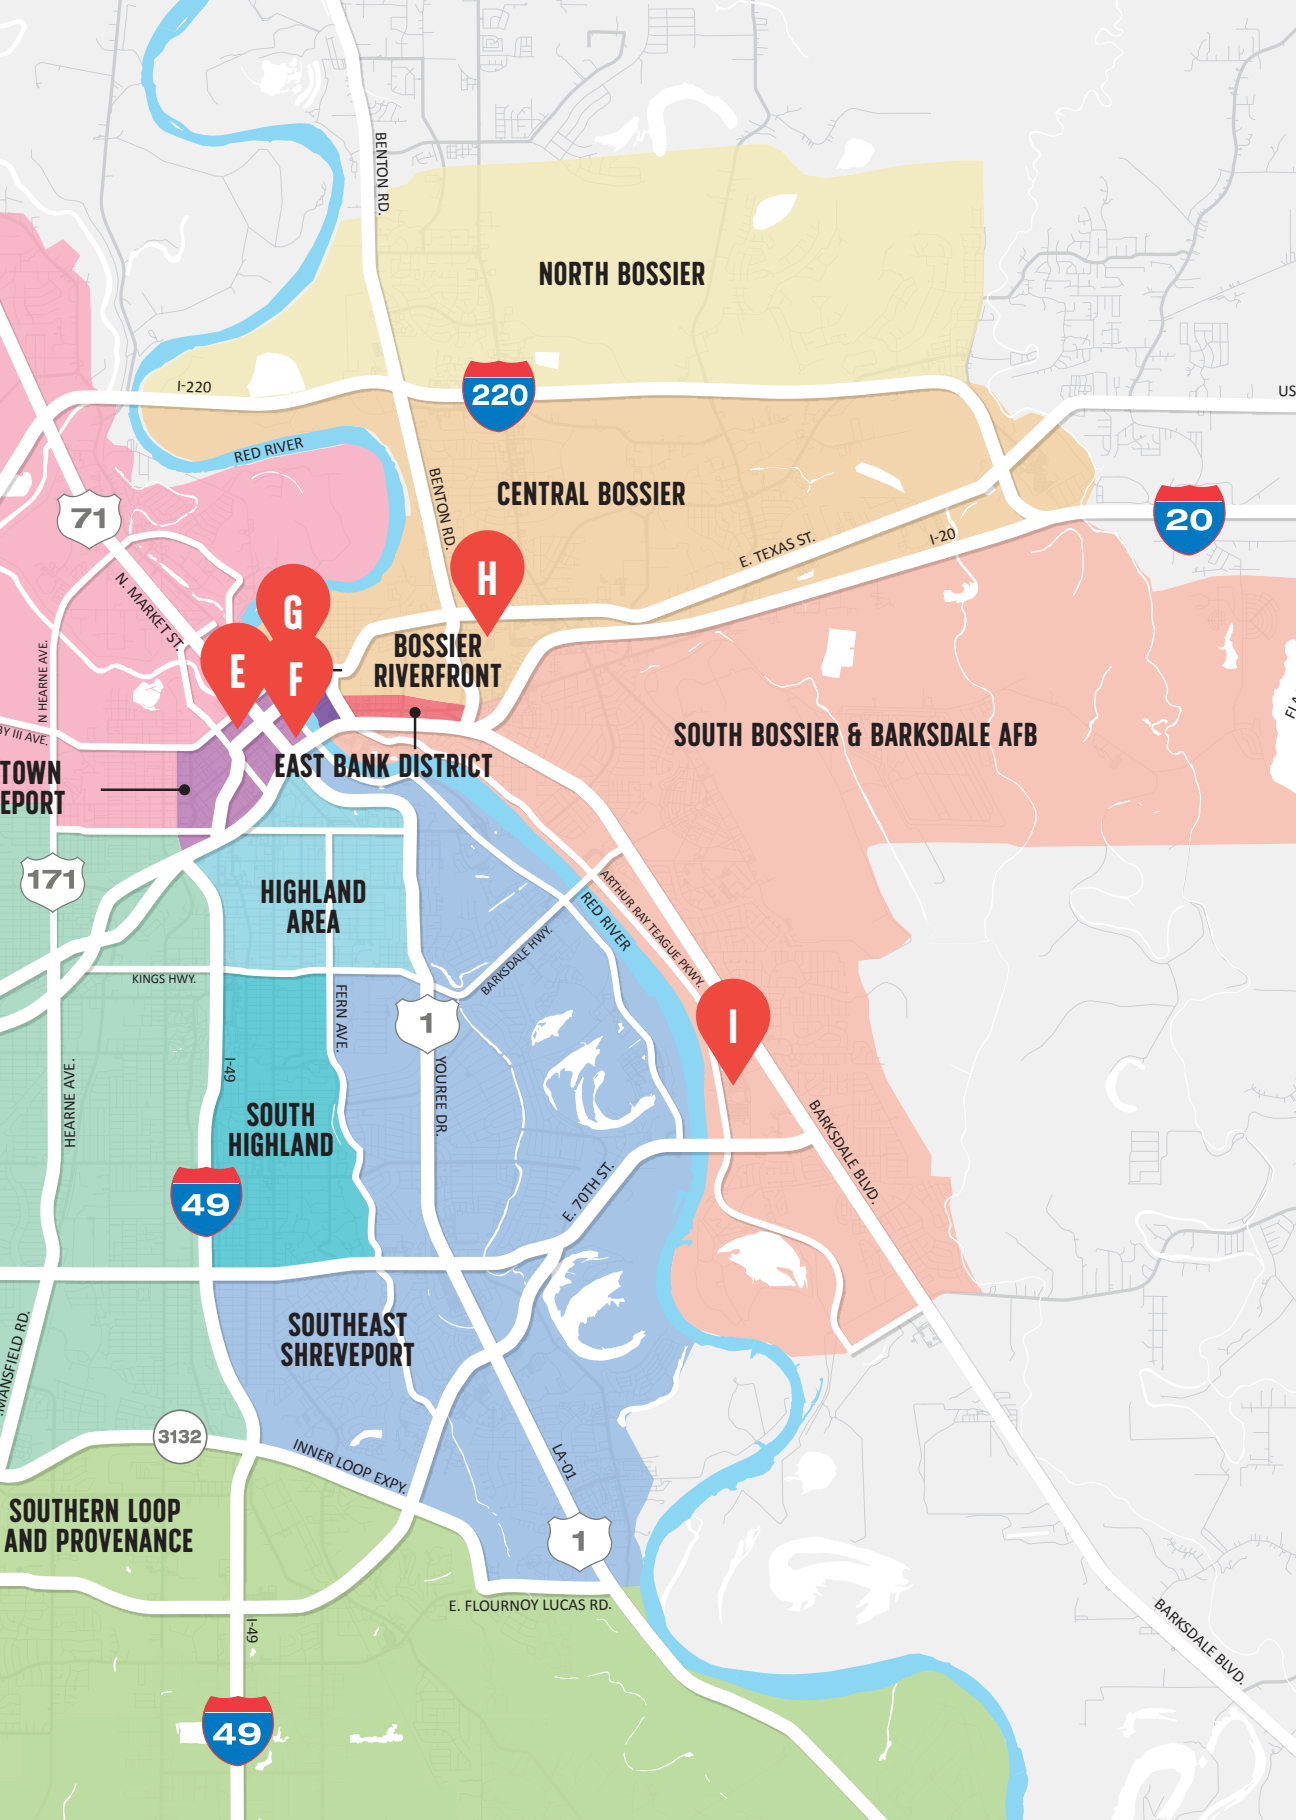 BENTON RD.
NORTH BOSSIER
I-220
220
US
RED RIVER
BENTON RD.
CENTRAL BOSSIER
71
20
E. TEXAS ST.
I-20
N. MARKET ST.
H
G
E
F
BOSSIER
RIVERFRONT
N HEARNE AVE.
BY III AVE.
SOUTH BOSSIER & BARKSDALE AFB
TOWN
EPORT
EAST BANK DISTRICT
171
HIGHLAND
AREA
ARTHUR RAY TEAGUE PKWY.
RED RIVER
BARKSDALE HWY.
KINGS HWY.
FERN AVE.
1
I
I-49
HEARNE AVE.
YOUREE DR.
SOUTH
HIGHLAND
BARKSDALE BLVD.
E. 70TH ST.
49
SOUTHEAST
SHREVEPORT
MANSFIELD RD.
3132
INNER LOOP EXPY.
LA-01
SOUTHERN LOOP
AND PROVENANCE
1
E. FLOURNOY LUCAS RD.
I-49
BARKSDALE BLVD.
49